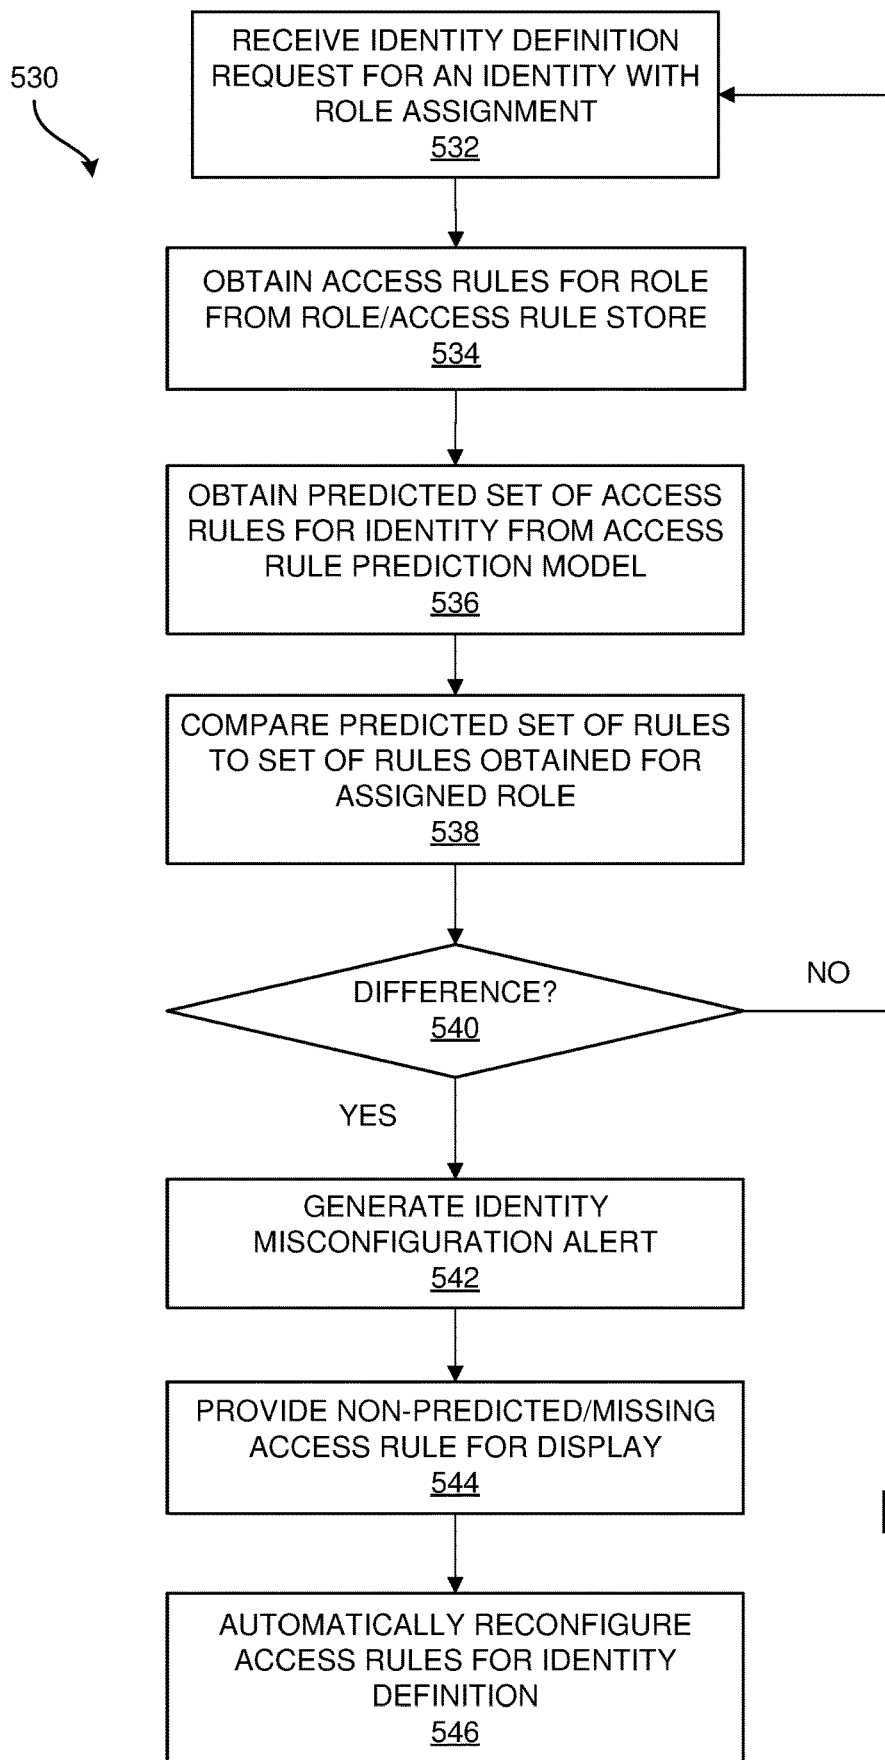 530
RECEIVE IDENTITY DEFINITION
REQUEST FOR AN IDENTITY WITH
ROLE ASSIGNMENT
532
OBTAIN ACCESS RULES FOR ROLE
FROM ROLE/ACCESS RULE STORE
534
OBTAIN PREDICTED SET OF ACCESS
RULES FOR IDENTITY FROM ACCESS
RULE PREDICTION MODEL
536
COMPARE PREDICTED SET OF RULES
TO SET OF RULES OBTAINED FOR
ASSIGNED ROLE
538
DIFFERENCE?
540
NO
YES
GENERATE IDENTITY
MISCONFIGURATION ALERT
542
PROVIDE NON-PREDICTED/MISSING
ACCESS RULE FOR DISPLAY
544
AUTOMATICALLY RECONFIGURE
ACCESS RULES FOR IDENTITY
DEFINITION
546